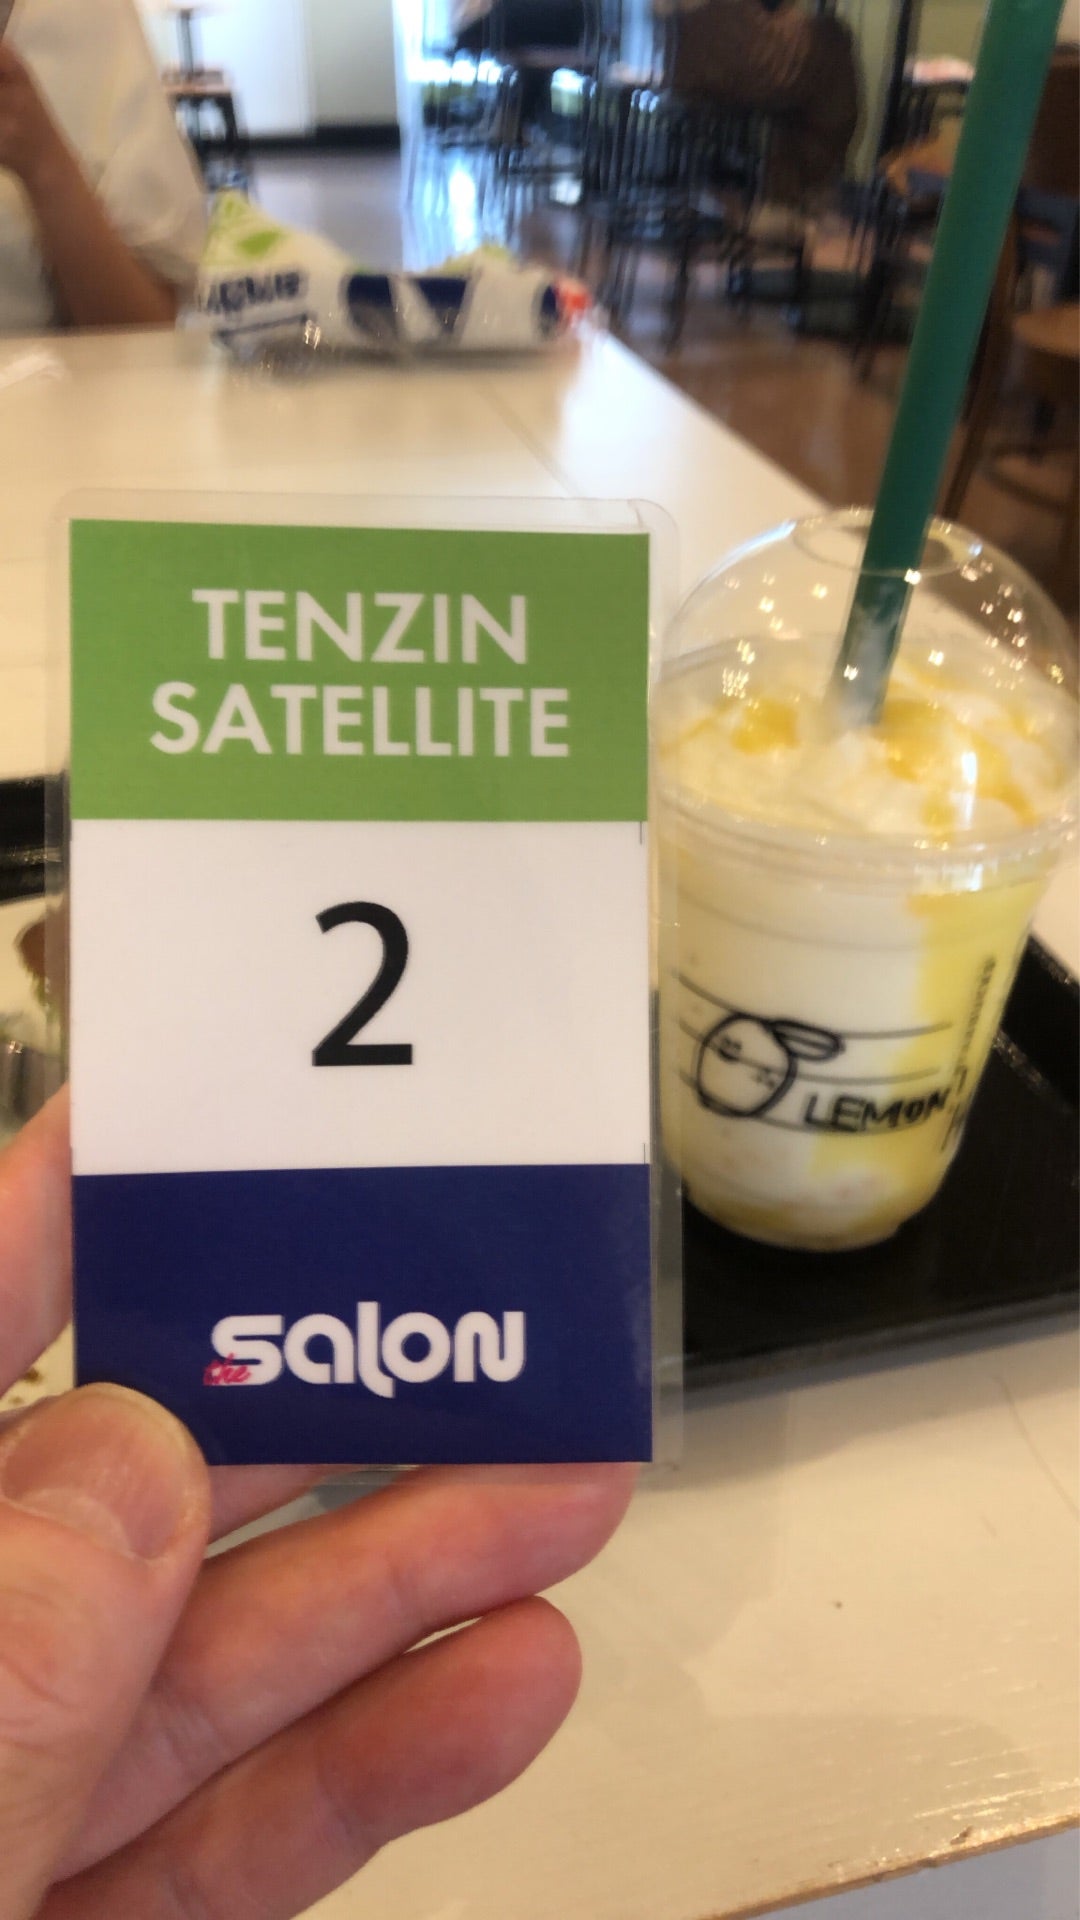 TENZIN
SATELLITE
2
the salon
LEMON